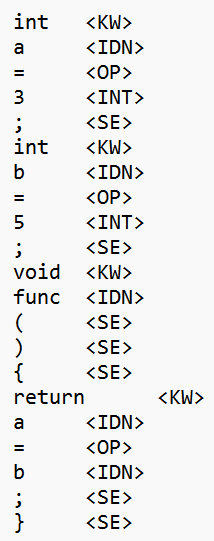 int <KW>
a <IDN>
= <OP>
3 <INT>
; <SE>
int <KW>
b <IDN>
= <OP>
5 <INT>
; <SE>
void <KW>
func <IDN>
( <SE>
) <SE>
{ <SE>
return <KW>
a <IDN>
= <OP>
b <IDN>
; <SE>
} <SE>